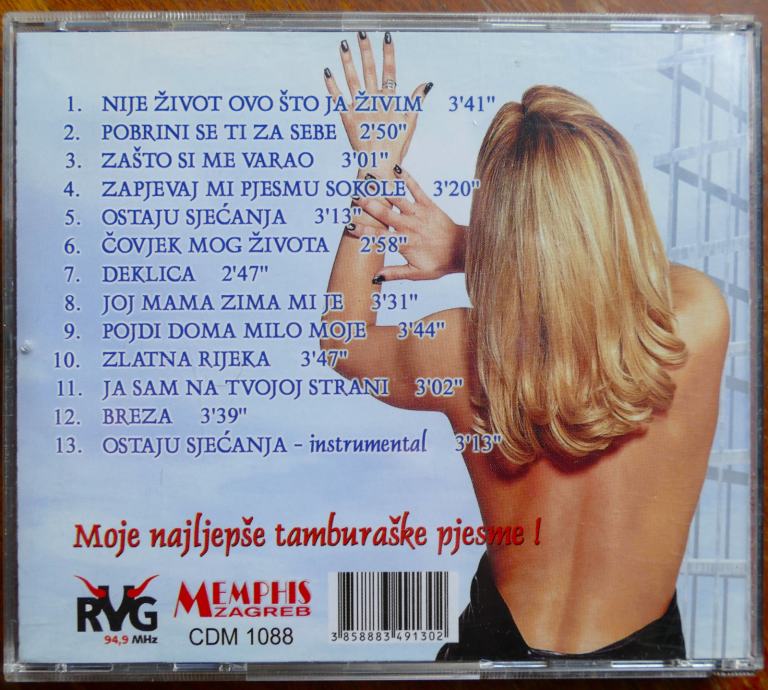 1. NIJE ŽIVOT OVO ŠTO JA ŽIVIM 3'41"
2. POBRINI SE TI ZA SEBE 2'50"
3. ZAŠTO SI ME VARAO 3'01"
4. ZAPJEVAJ MI PJESMU SOKOLE 3'20"
5. OSTAJU SJEĆANJA 3'13"
6. ČOVJEK MOG ŽIVOTA 2'58"
7. DEKLICA 2'47"
8. JOJ MAMA ZIMA MI JE 3'31"
9. POJDI DOMA MILO MOJE 3'44"
10. ZLATNA RIJEKA 3'47"
11. JA SAM NA TVOJOJ STRANI 3'02"
12. BREZA 3'39"
13. OSTAJU SJEĆANJA - instrumental 3'13"
Moje najljepše tamburaške pjesme !
RVG
94,9 MHz
MEMPHIS
ZAGREB
CDM 1088
3 858883 491302